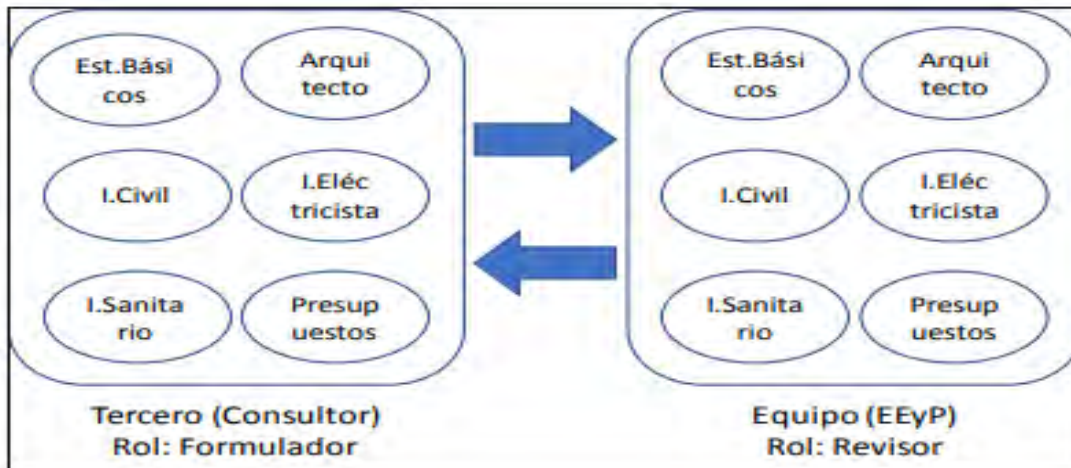 Est.Bási
cos
Arqui
tecto
I.Civil
I.Eléc
tricista
I.Sanita
rio
Presup
uestos
Tercero (Consultor)
Rol: Formulador
Est.Bási
cos
Arqui
tecto
I.Civil
I.Eléc
tricista
I.Sanita
rio
Presup
uestos
Equipo (EEyP)
Rol: Revisor